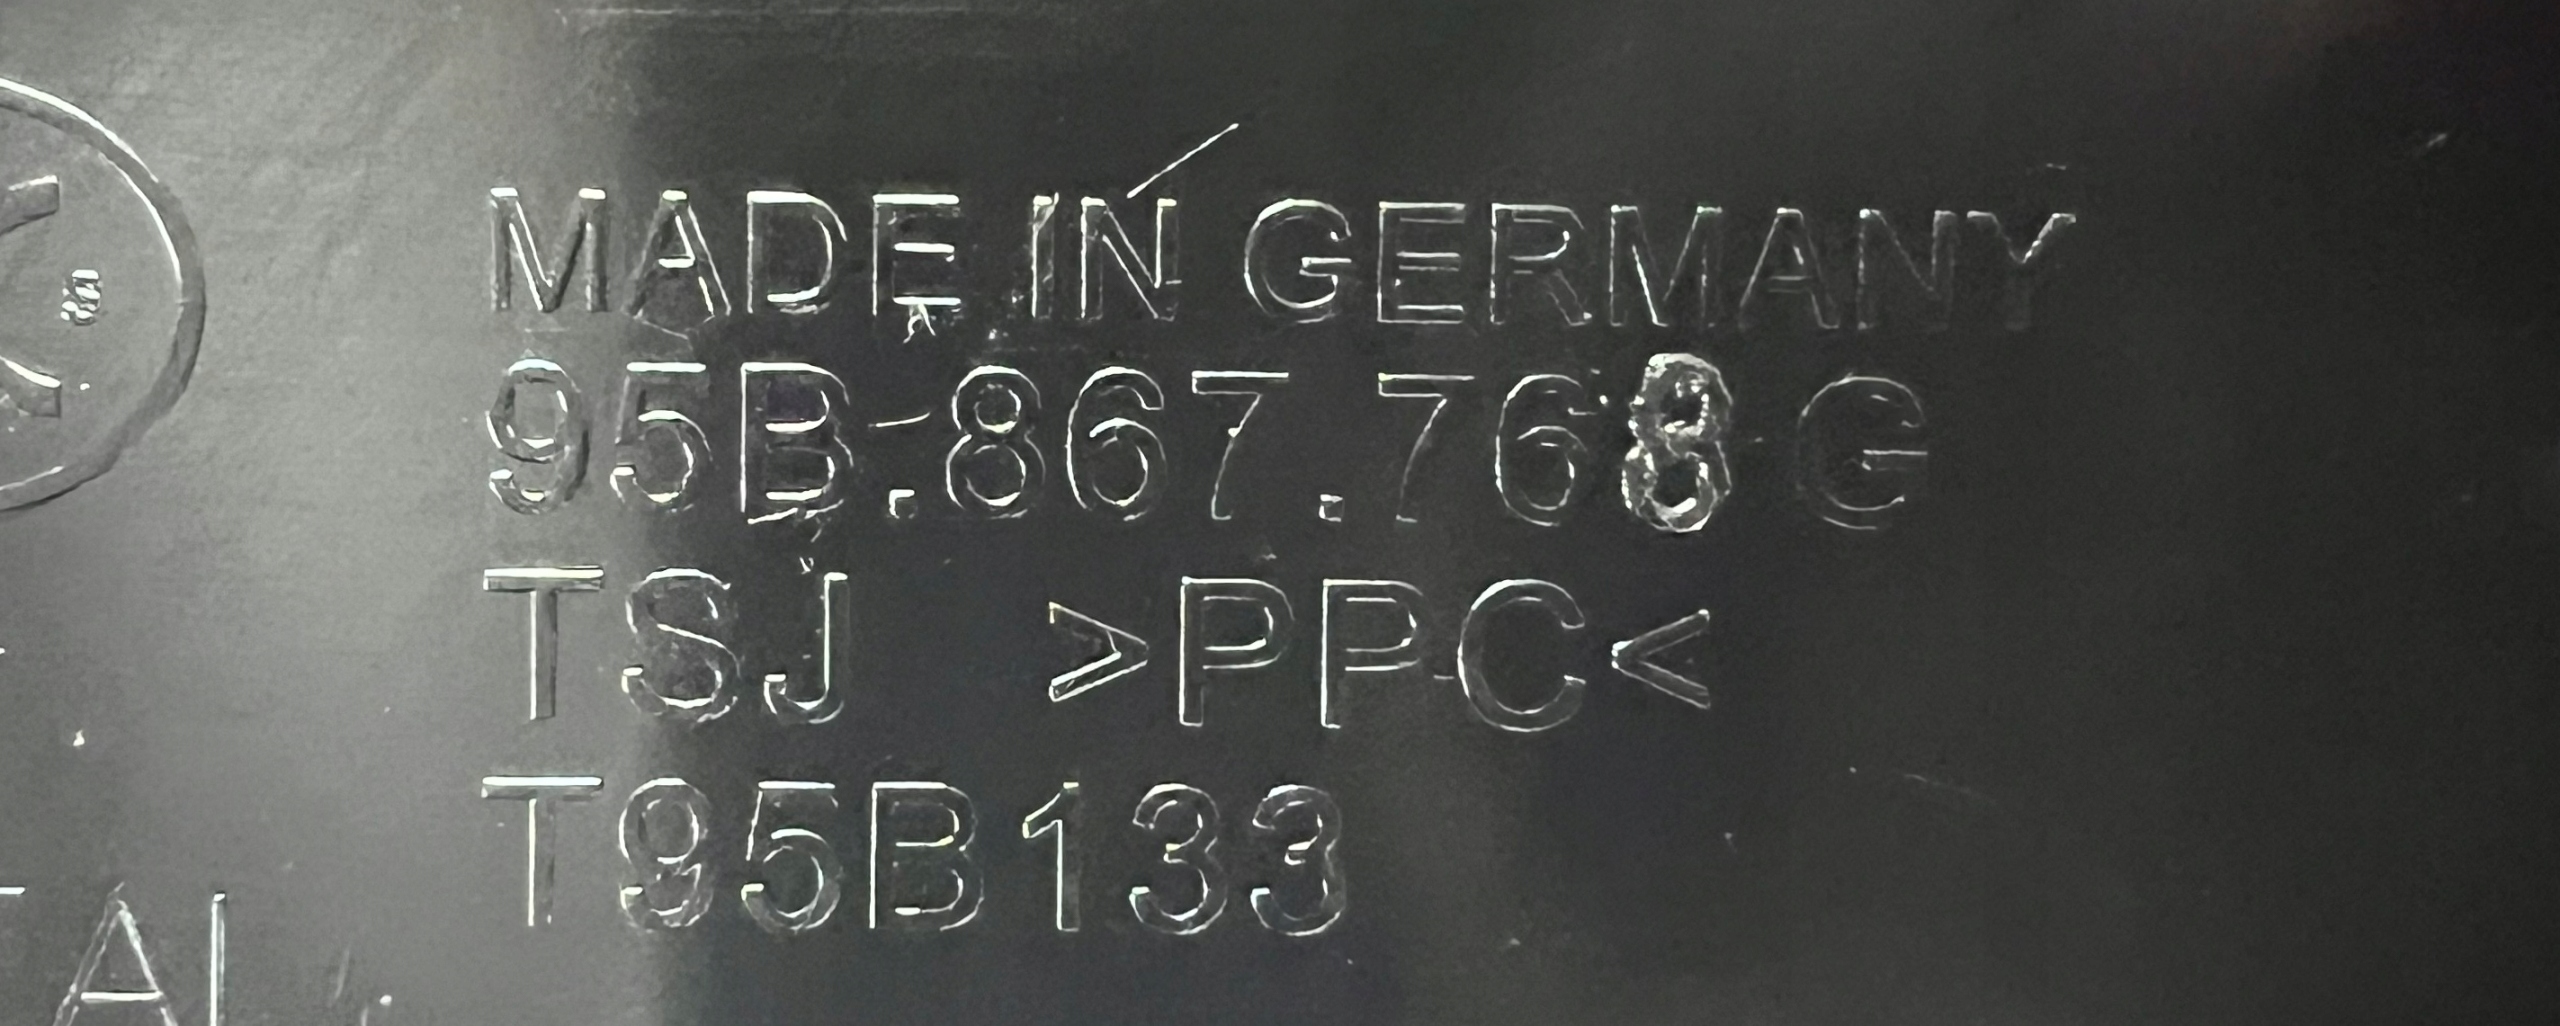 MADE IN GERMANY
95B.867.768 G
TSJ >PPC<
T95B133